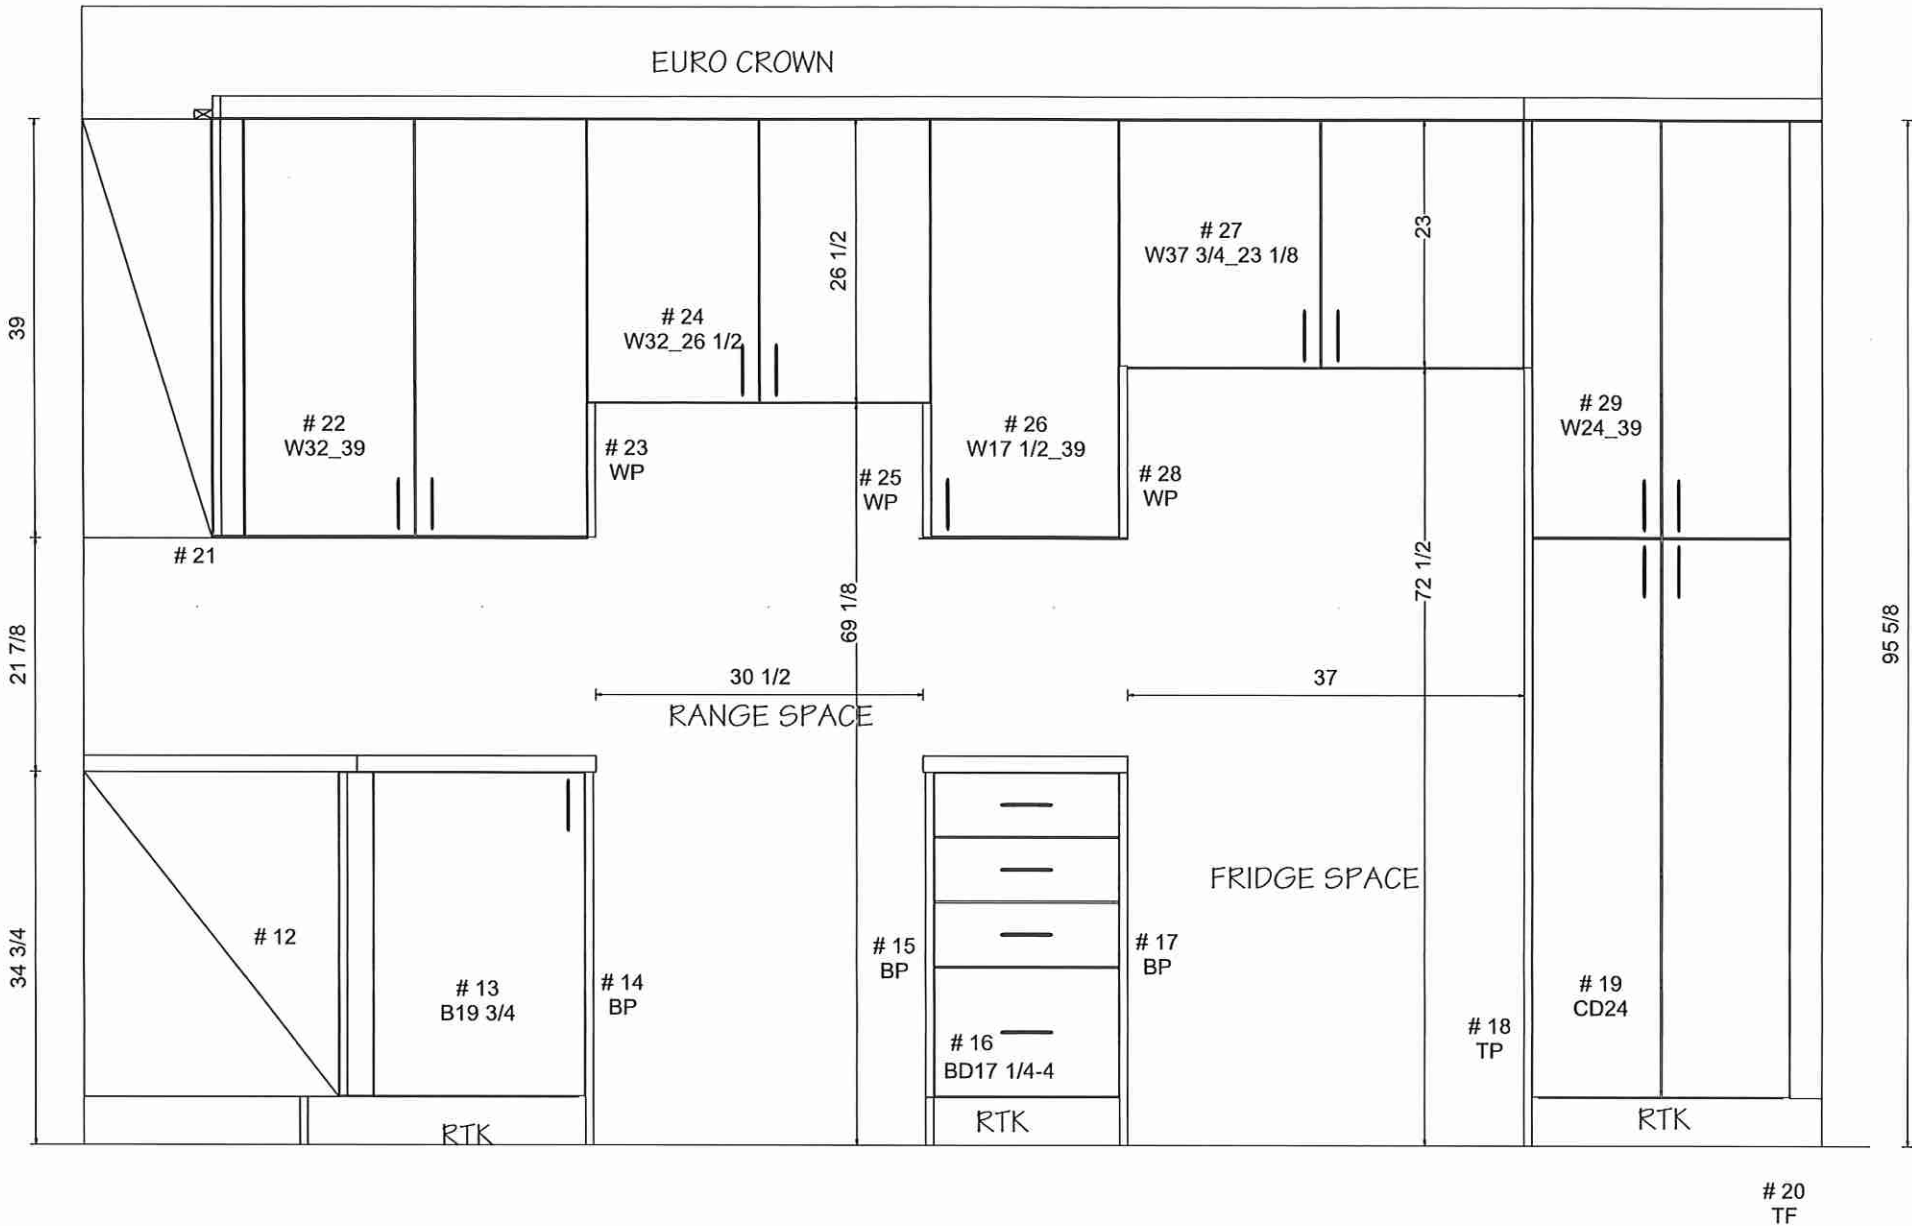 EURO CROWN
39
21 7/8
34 3/4
# 22
W32_39
# 21
# 24
W32_26 1/2
26 1/2
# 23
WP
# 25
WP
# 26
W17 1/2_39
# 27
W37 3/4_23 1/8
23
# 28
WP
# 29
W24_39
69 1/8
72 1/2
95 5/8
30 1/2
RANGE SPACE
37
FRIDGE SPACE
# 12
# 13
B19 3/4
# 14
BP
# 15
BP
# 16
BD17 1/4-4
# 17
BP
# 18
TP
# 19
CD24
RTK
RTK
RTK
# 20
TF